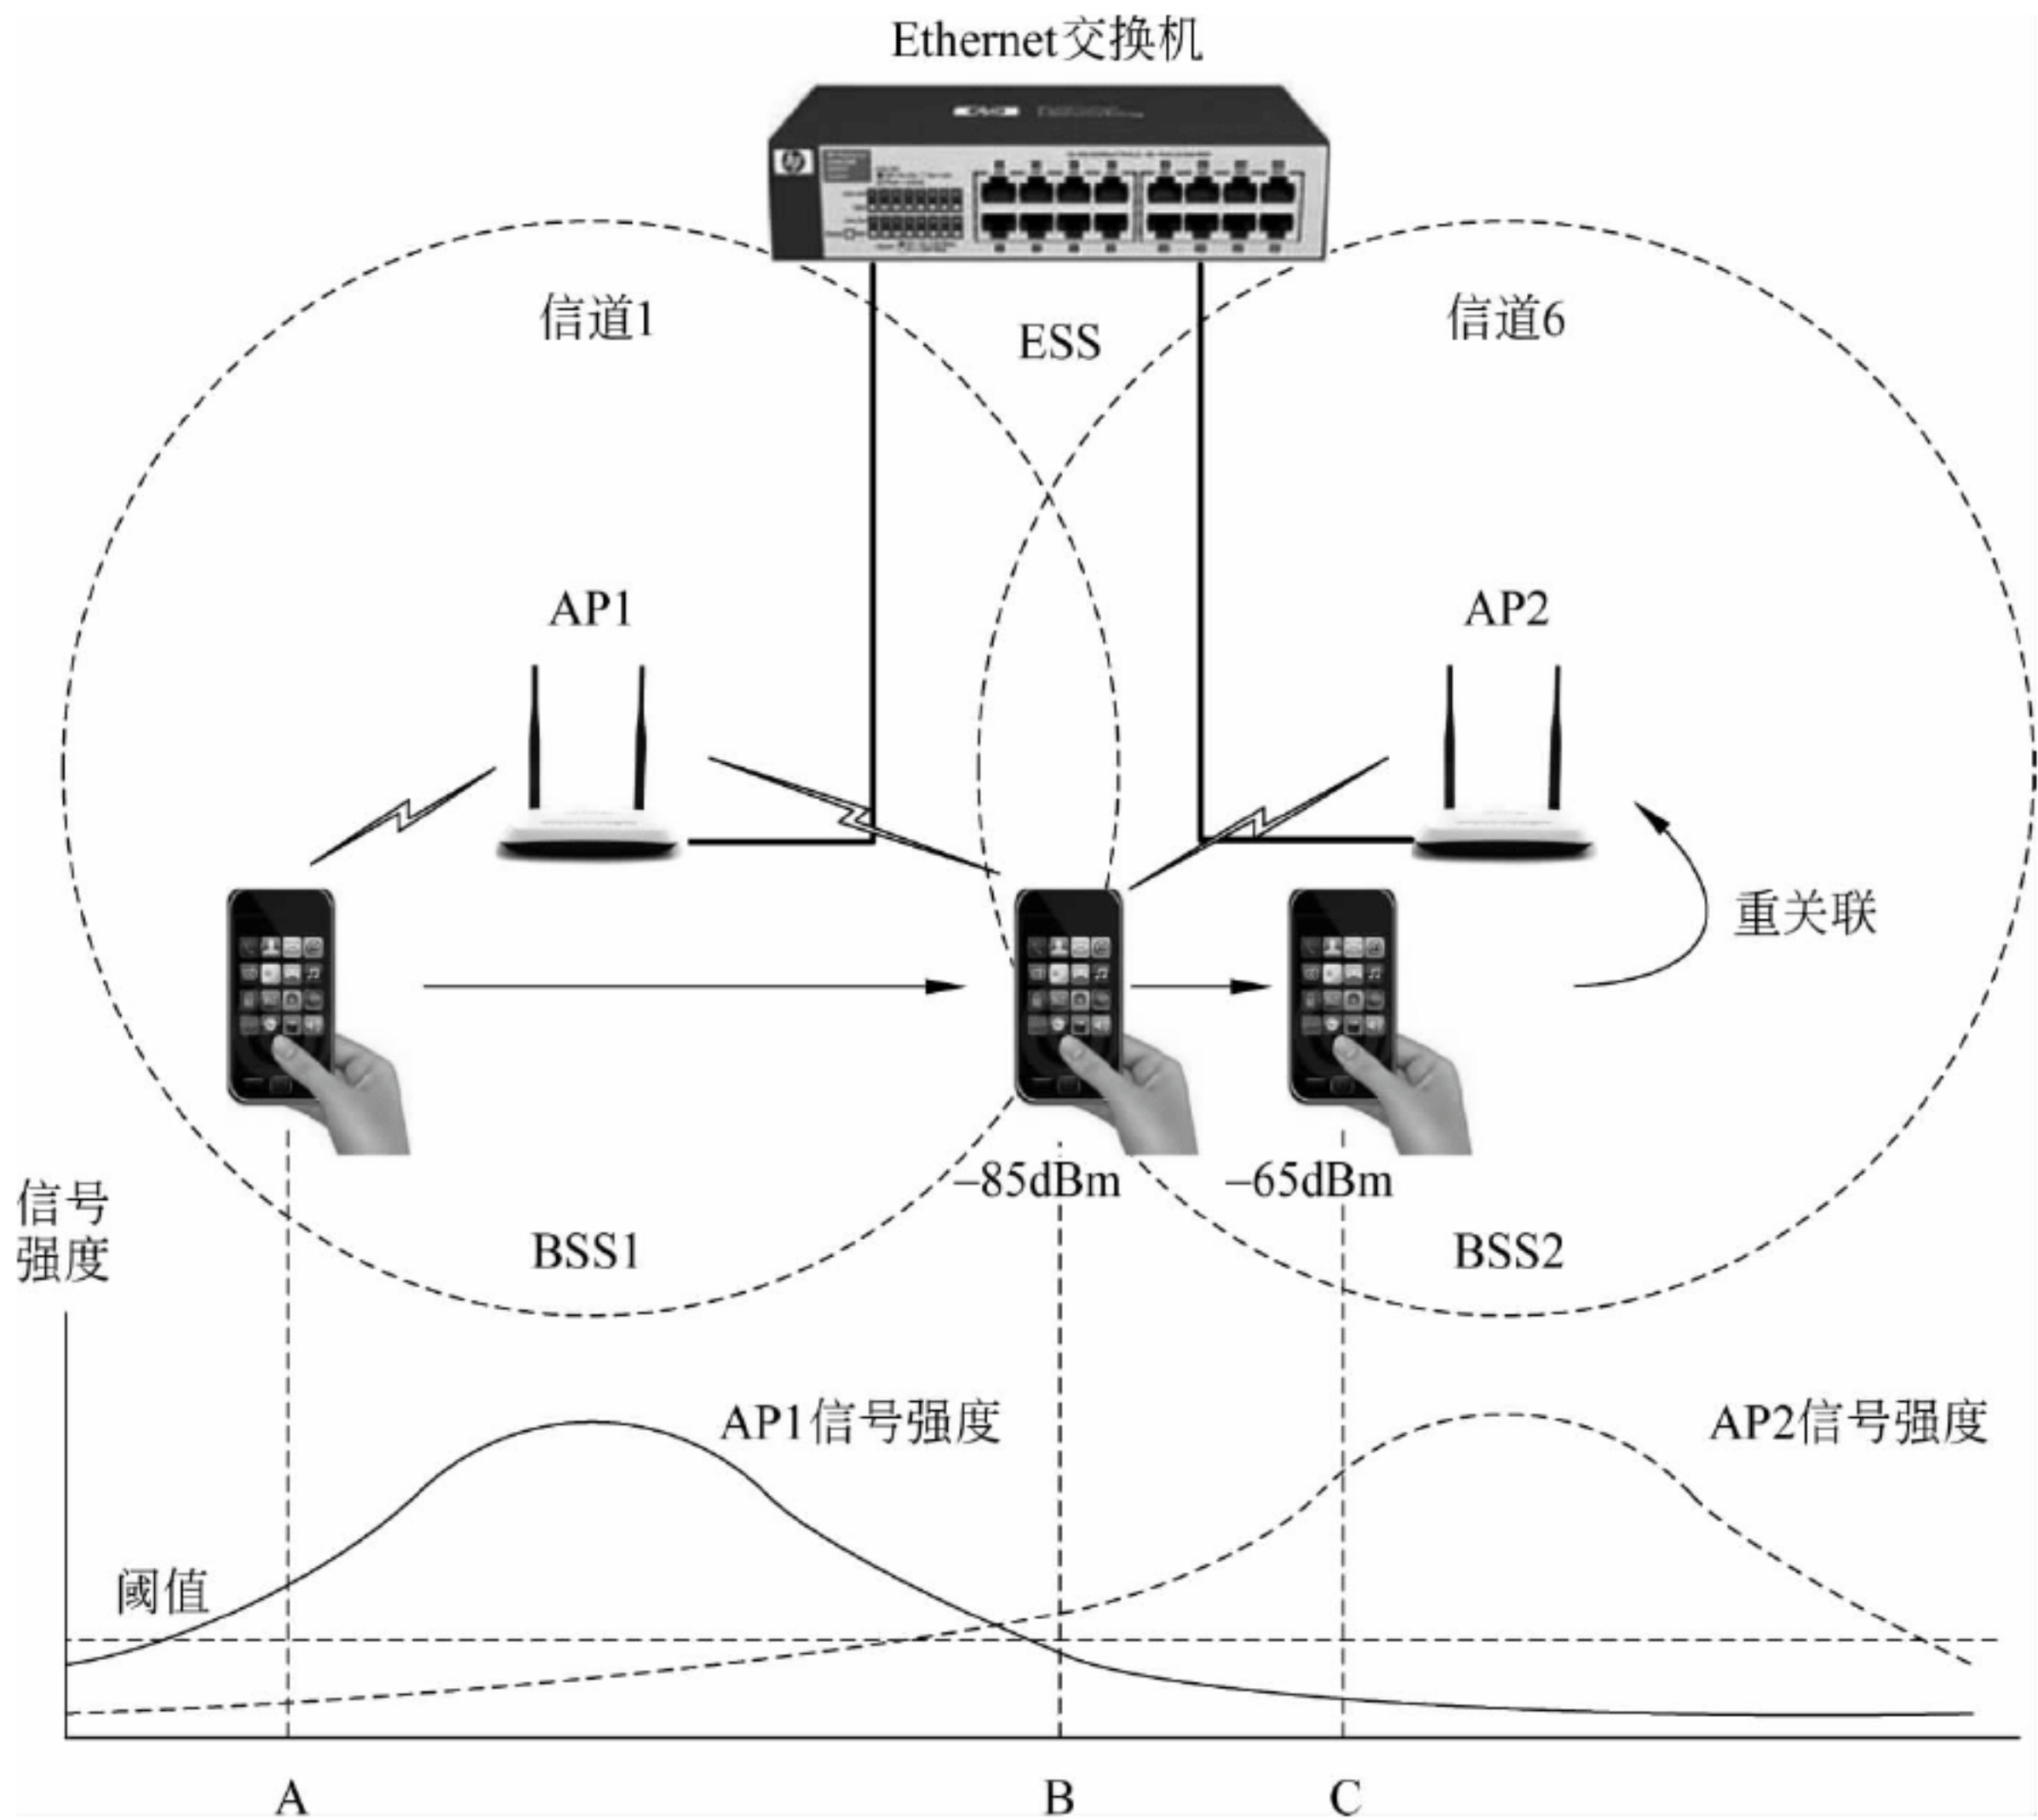 Ethernet交换机
hp
信道1
ESS
信道6
AP1
AP2
重关联
–85dBm
–65dBm
信号
强度
BSS1
BSS2
AP1信号强度
AP2信号强度
阈值
A
B
C